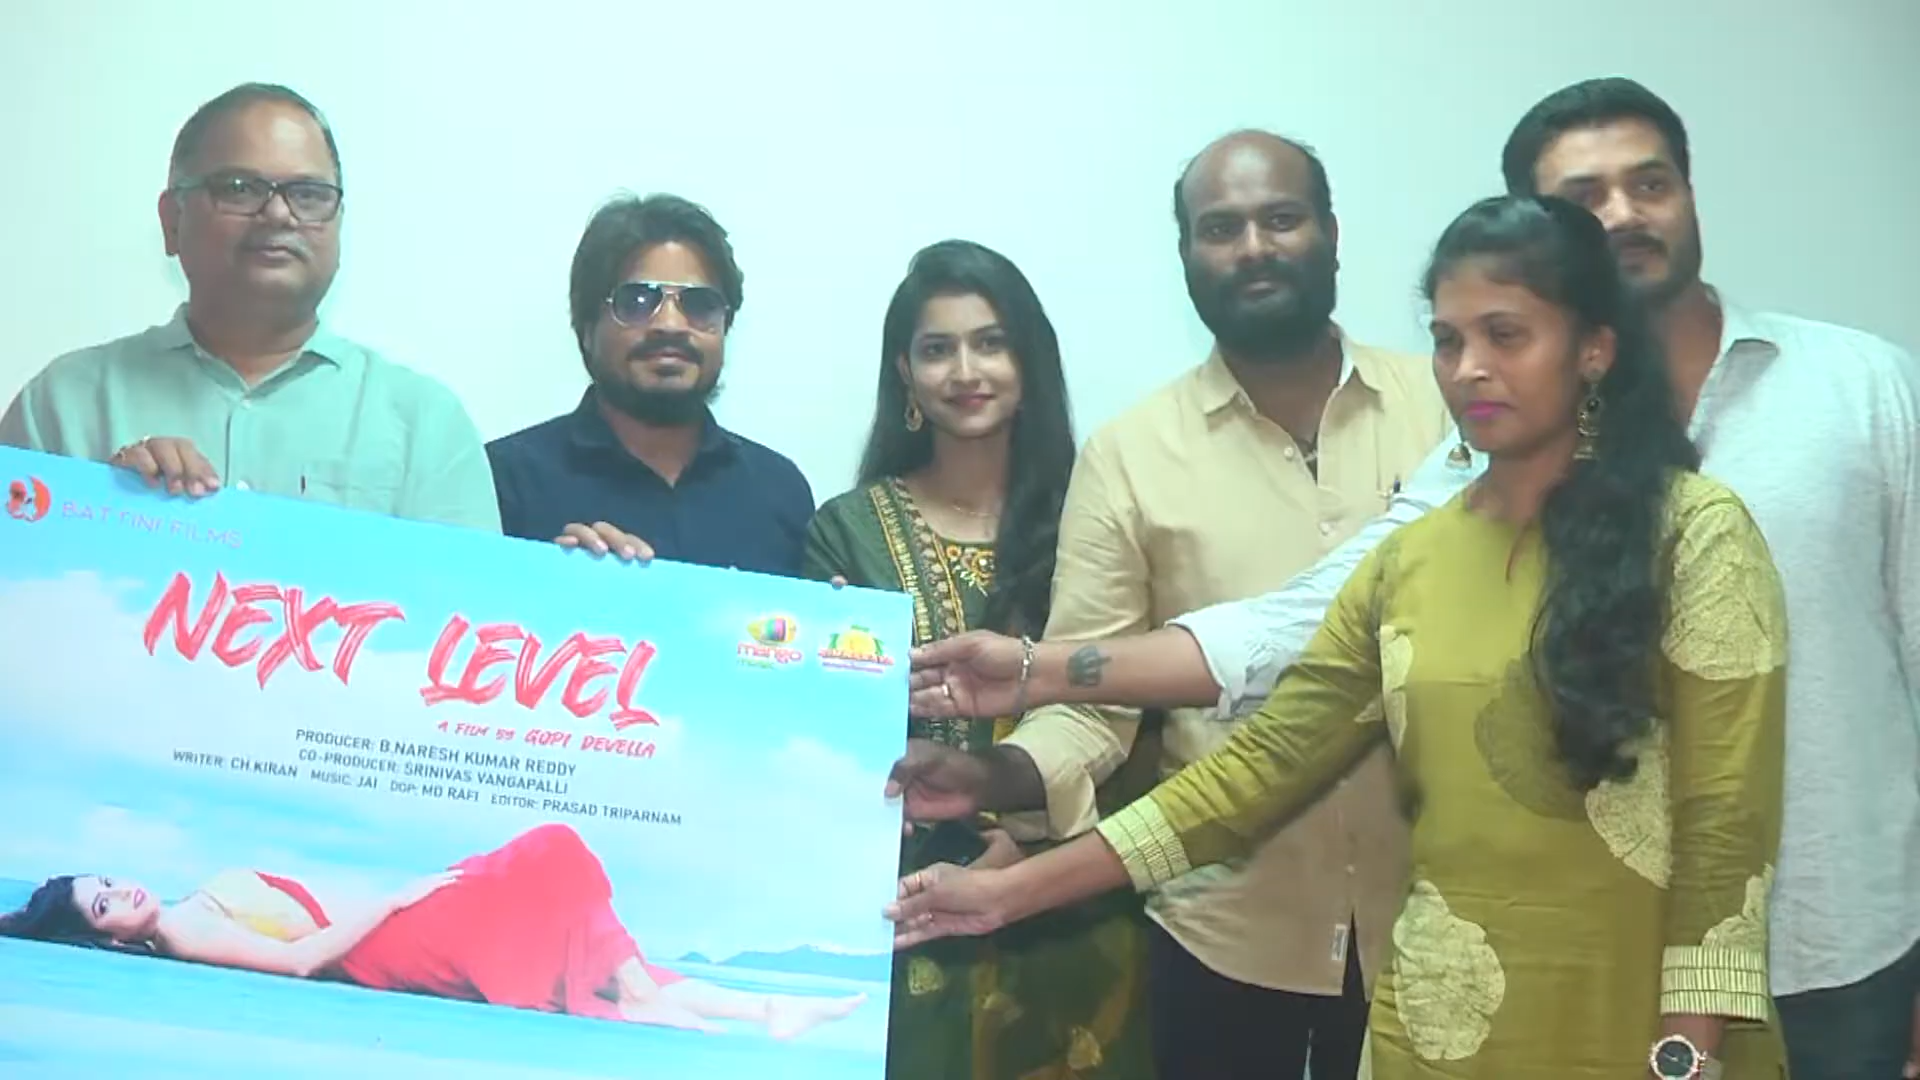 BATTINI FILMS
NEXT LEVEL
A FILM BY GOPI DEVELLA
PRODUCER: B.NARESH KUMAR REDDY
CO-PRODUCER: SRINIVAS VANGAPALLI
WRITER: CH.KIRAN MUSIC: JAI DOP: MD RAFI EDITOR: PRASAD TRIPARNAM
mango
music